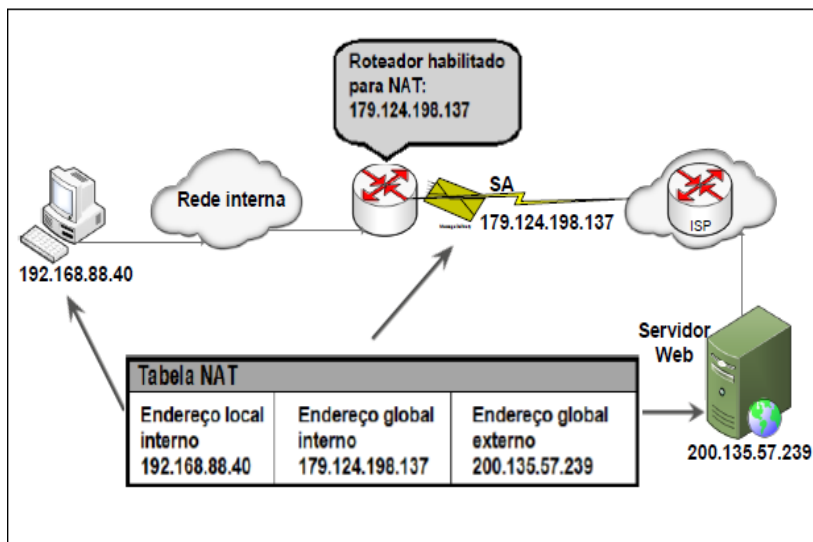 Roteador habilitado
para NAT:
179.124.198.137
Rede interna
SA
179.124.198.137
ISP
192.168.88.40
Servidor
Web
200.135.57.239
Tabela NAT
Endereço local
interno
192.168.88.40
Endereço global
interno
179.124.198.137
Endereço global
externo
200.135.57.239